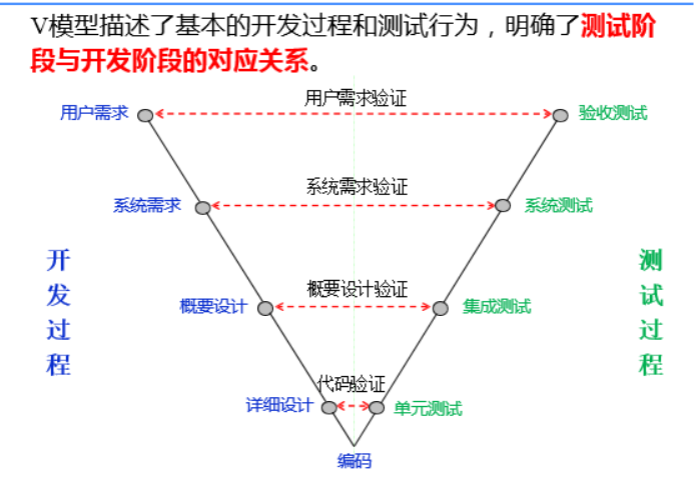 V模型描述了基本的开发过程和测试行为，明确了测试阶
段与开发阶段的对应关系。
用户需求验证
用户需求
验收测试
系统需求验证
系统需求
系统测试
开发过程
测试过程
概要设计验证
概要设计
集成测试
代码验证
详细设计
单元测试
编码